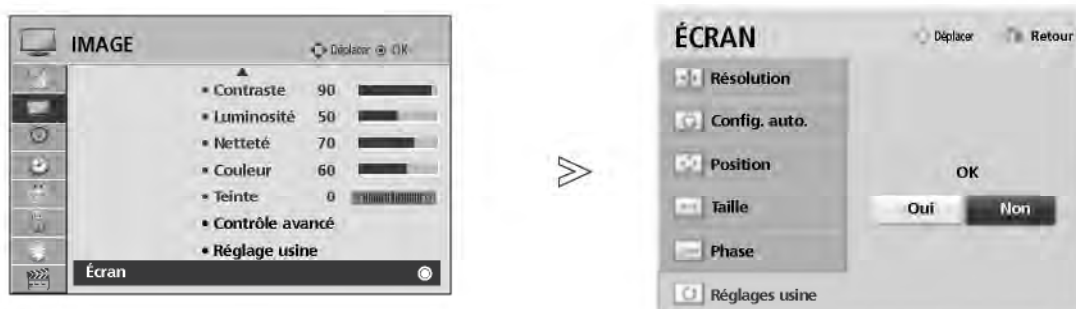 IMAGE
Déplacer OK
• Contraste 90
• Luminosité 50
• Netteté 70
• Couleur 60
• Teinte 0
• Contrôle avancé
• Réglage usine
Écran
ÉCRAN
Déplacer Retour
Résolution
Config. auto.
Position
Taille
Phase
Réglages usine
OK
Oui Non